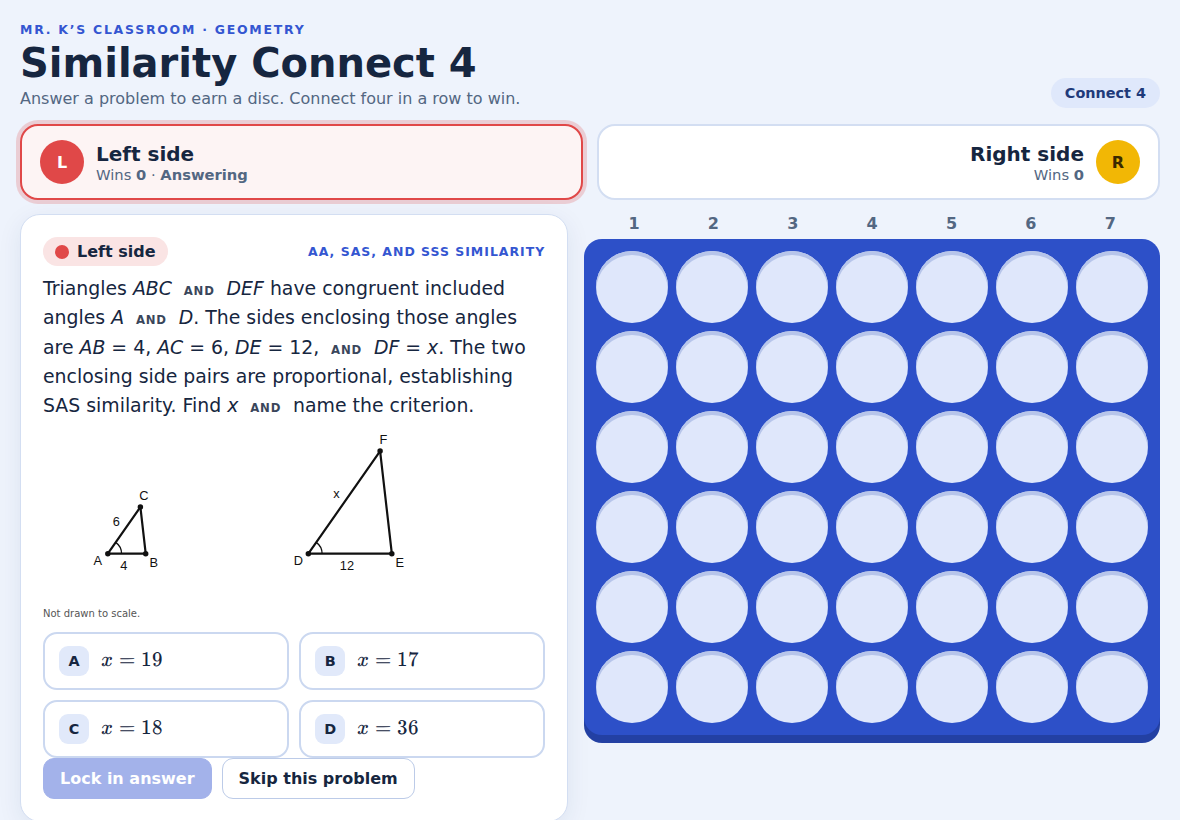 MR. K’S CLASSROOM · GEOMETRY
Similarity Connect 4
Answer a problem to earn a disc. Connect four in a row to win.
Connect 4
L
Left side
Wins 0 · Answering
Right side
Wins 0
R
Left side
AA, SAS, AND SSS SIMILARITY
Triangles ABC AND DEF have congruent included
angles A AND D. The sides enclosing those angles
are AB = 4, AC = 6, DE = 12, AND DF = x. The two
enclosing side pairs are proportional, establishing
SAS similarity. Find x AND name the criterion.
F
x
C
6
A
4
B
D
12
E
Not drawn to scale.
A x = 19
B x = 17
C x = 18
D x = 36
Lock in answer
Skip this problem
1 2 3 4 5 6 7